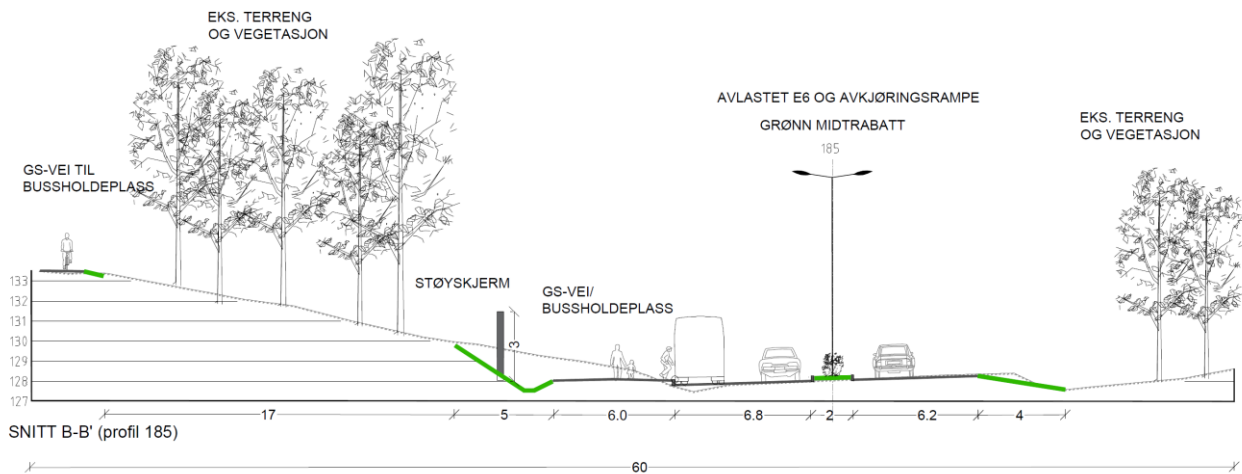 EKS. TERRENG
OG VEGETASJON
AVLASTET E6 OG AVKJØRINGSRAMPE
GRØNN MIDTRABATT
185
EKS. TERRENG
OG VEGETASJON
GS-VEI TIL
BUSSHOLDEPLASS
STØYSKJERM
GS-VEI/
BUSSHOLDEPLASS
3
133
132
131
130
129
128
127
17
5
6.0
6.8
2
6.2
4
SNITT B-B' (profil 185)
60